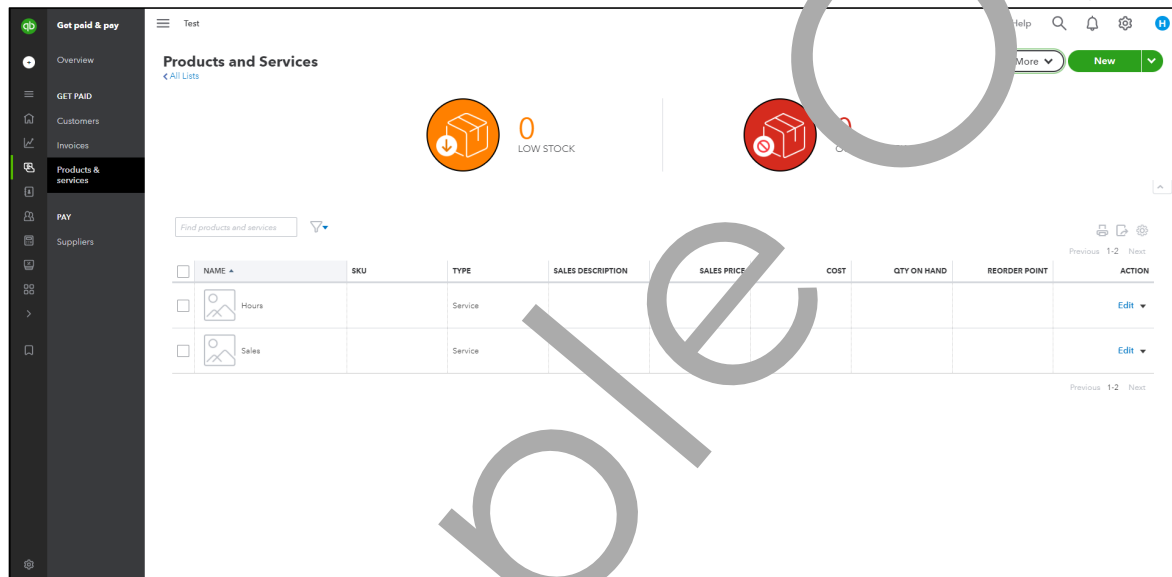 qb Get paid & pay Test Help H
Overview
Products and Services More New
All Lists
GET PAID
Customers
Invoices
Products &
services
PAY
Suppliers
0
LOW STOCK
Find products and services
Previous 1-2 Next
NAME SKU TYPE SALES DESCRIPTION SALES PRICE COST QTY ON HAND REORDER POINT ACTION
Hours Service Edit
Sales Service Edit
Previous 1-2 Next
ple